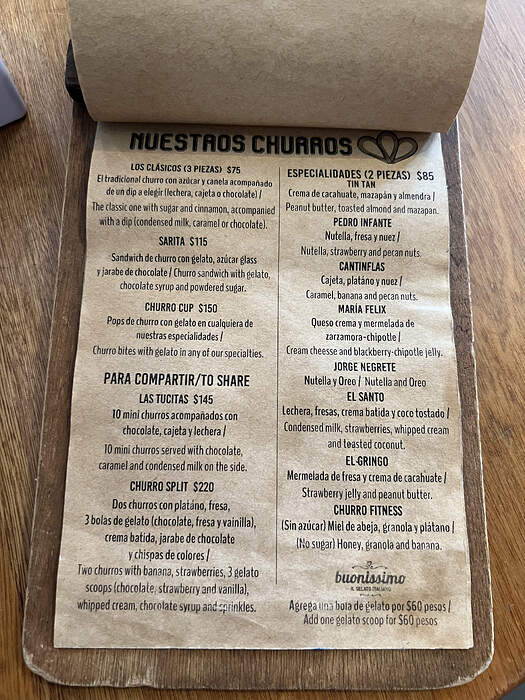 NUESTROS CHURROS
LOS CLÁSICOS (3 PIEZAS) $75
El tradicional churro con azúcar y canela acompañado
de un dip a elegir (lechera, cajeta o chocolate) /
The classic one with sugar and cinnamon, accompanied
with a dip (condensed milk, caramel or chocolate).
SARITA $115
Sandwich de churro con gelato, azúcar glass
y jarabe de chocolate / Churro sandwich with gelato,
chocolate syrup and powdered sugar.
CHURRO CUP $150
Pops de churro con gelato en cualquiera de
nuestras especialidades /
Churro bites with gelato in any of our specialties.
PARA COMPARTIR/TO SHARE
LAS TUCITAS $145
10 mini churros acompañados con
chocolate, cajeta y lechera /
10 mini churros served with chocolate,
caramel and condensed milk on the side.
CHURRO SPLIT $220
Dos churros con platáno, fresa,
3 bolas de gelato (chocolate, fresa y vainilla),
crema batida, jarabe de chocolate
y chispas de colores /
Two churros with banana, strawberries, 3 gelato
scoops (chocolate, strawberry and vanilla),
whipped cream, chocolate syrup and sprinkles.
ESPECIALIDADES (2 PIEZAS) $85
TIN TAN
Crema de cacahuate, mazapán y almendra /
Peanut butter, toasted almond and mazapan.
PEDRO INFANTE
Nutella, fresa y nuez /
Nutella, strawberry and pecan nuts.
CANTINFLAS
Cajeta, platáno y nuez /
Caramel, banana and pecan nuts.
MARÍA FELIX
Queso crema y mermelada de
zarzamora-chipotle /
Cream cheesse and blackberry-chipotle jelly.
JORGE NEGRETE
Nutella y Oreo / Nutella and Oreo
EL SANTO
Lechera, fresas, crema batida y coco tostado /
Condensed milk, strawberries, whipped cream
and toasted coconut.
EL GRINGO
Mermelada de fresa y crema de cacahuate /
Strawberry jelly and peanut butter.
CHURRO FITNESS
(Sin azúcar) Miel de abeja, granola y plátano /
(No sugar) Honey, granola and banana.
buonissimo
IL GELATO ITALIANO
Agrega una bola de gelato por $60 pesos /
Add one gelato scoop for $60 pesos